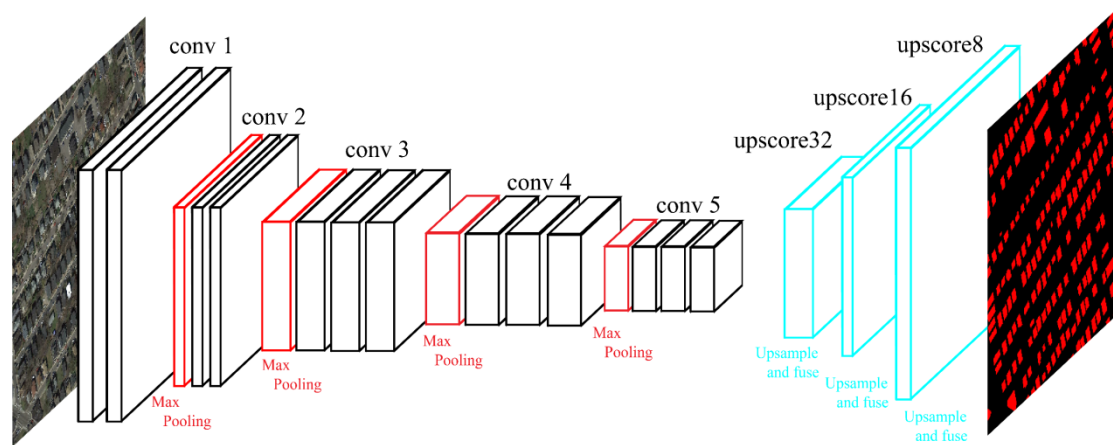 conv 1
conv 2
conv 3
conv 4
conv 5
upscore32
upscore16
upscore8
Max
Pooling
Max
Pooling
Max
Pooling
Max
Pooling
Upsample
and fuse
Upsample
and fuse
Upsample
and fuse